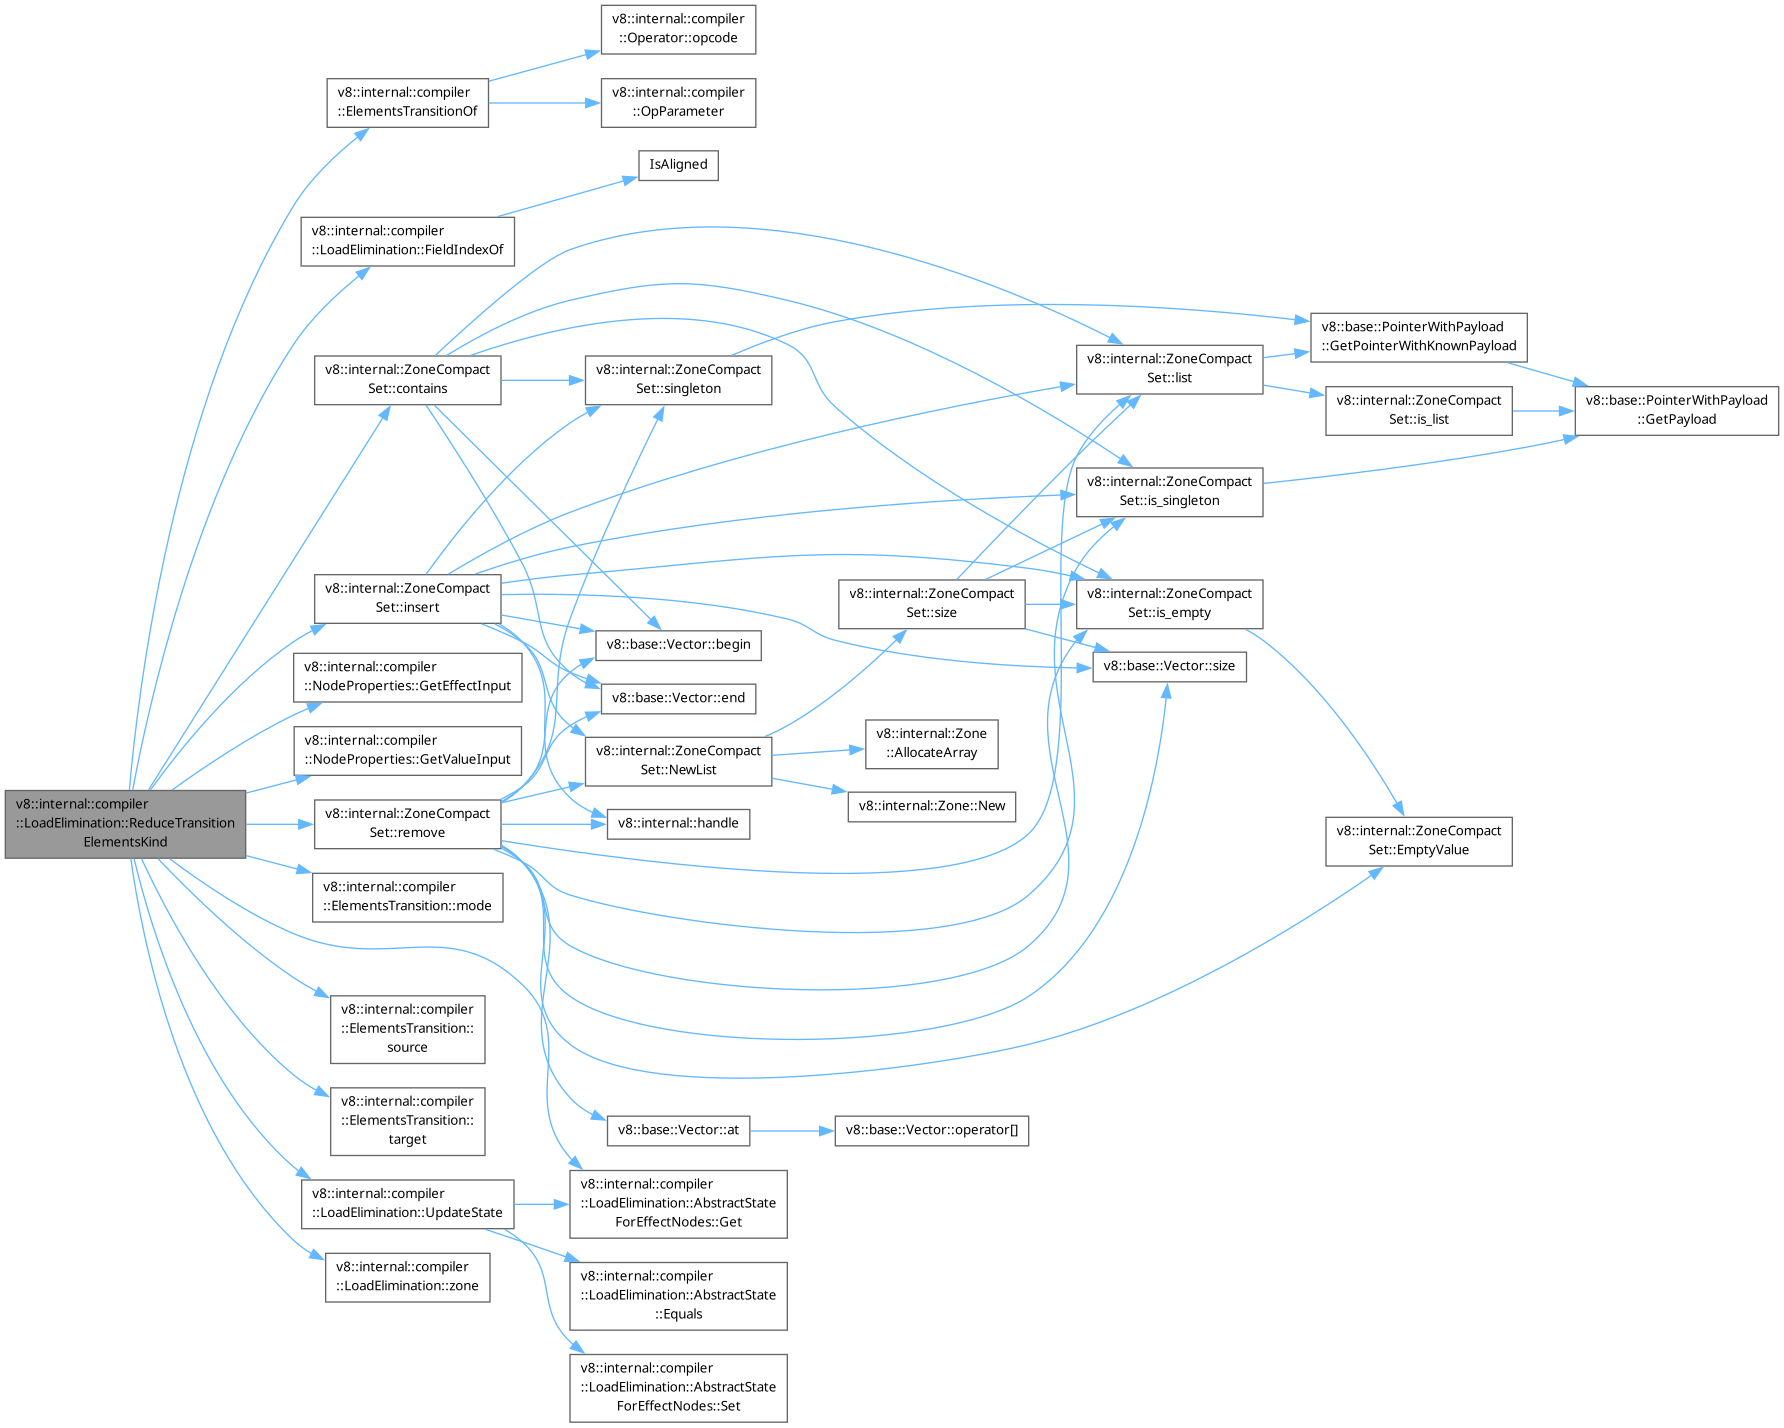 v8::internal::compiler
::Operator::opcode
v8::internal::compiler
::ElementsTransitionOf
v8::internal::compiler
::OpParameter
IsAligned
v8::internal::compiler
::LoadElimination::FieldIndexOf
v8::base::PointerWithPayload
::GetPointerWithKnownPayload
v8::internal::ZoneCompact
Set::contains
v8::internal::ZoneCompact
Set::singleton
v8::internal::ZoneCompact
Set::list
v8::internal::ZoneCompact
Set::is_list
v8::base::PointerWithPayload
::GetPayload
v8::internal::ZoneCompact
Set::is_singleton
v8::internal::ZoneCompact
Set::insert
v8::internal::ZoneCompact
Set::size
v8::internal::ZoneCompact
Set::is_empty
v8::base::Vector::begin
v8::base::Vector::size
v8::internal::compiler
::NodeProperties::GetEffectInput
v8::base::Vector::end
v8::internal::compiler
::NodeProperties::GetValueInput
v8::internal::ZoneCompact
Set::NewList
v8::internal::Zone
::AllocateArray
v8::internal::Zone::New
v8::internal::compiler
::LoadElimination::ReduceTransition
ElementsKind
v8::internal::ZoneCompact
Set::remove
v8::internal::handle
v8::internal::ZoneCompact
Set::EmptyValue
v8::internal::compiler
::ElementsTransition::mode
v8::internal::compiler
::ElementsTransition::
source
v8::internal::compiler
::ElementsTransition::
target
v8::base::Vector::at
v8::base::Vector::operator[]
v8::internal::compiler
::LoadElimination::UpdateState
v8::internal::compiler
::LoadElimination::AbstractState
ForEffectNodes::Get
v8::internal::compiler
::LoadElimination::zone
v8::internal::compiler
::LoadElimination::AbstractState
::Equals
v8::internal::compiler
::LoadElimination::AbstractState
ForEffectNodes::Set